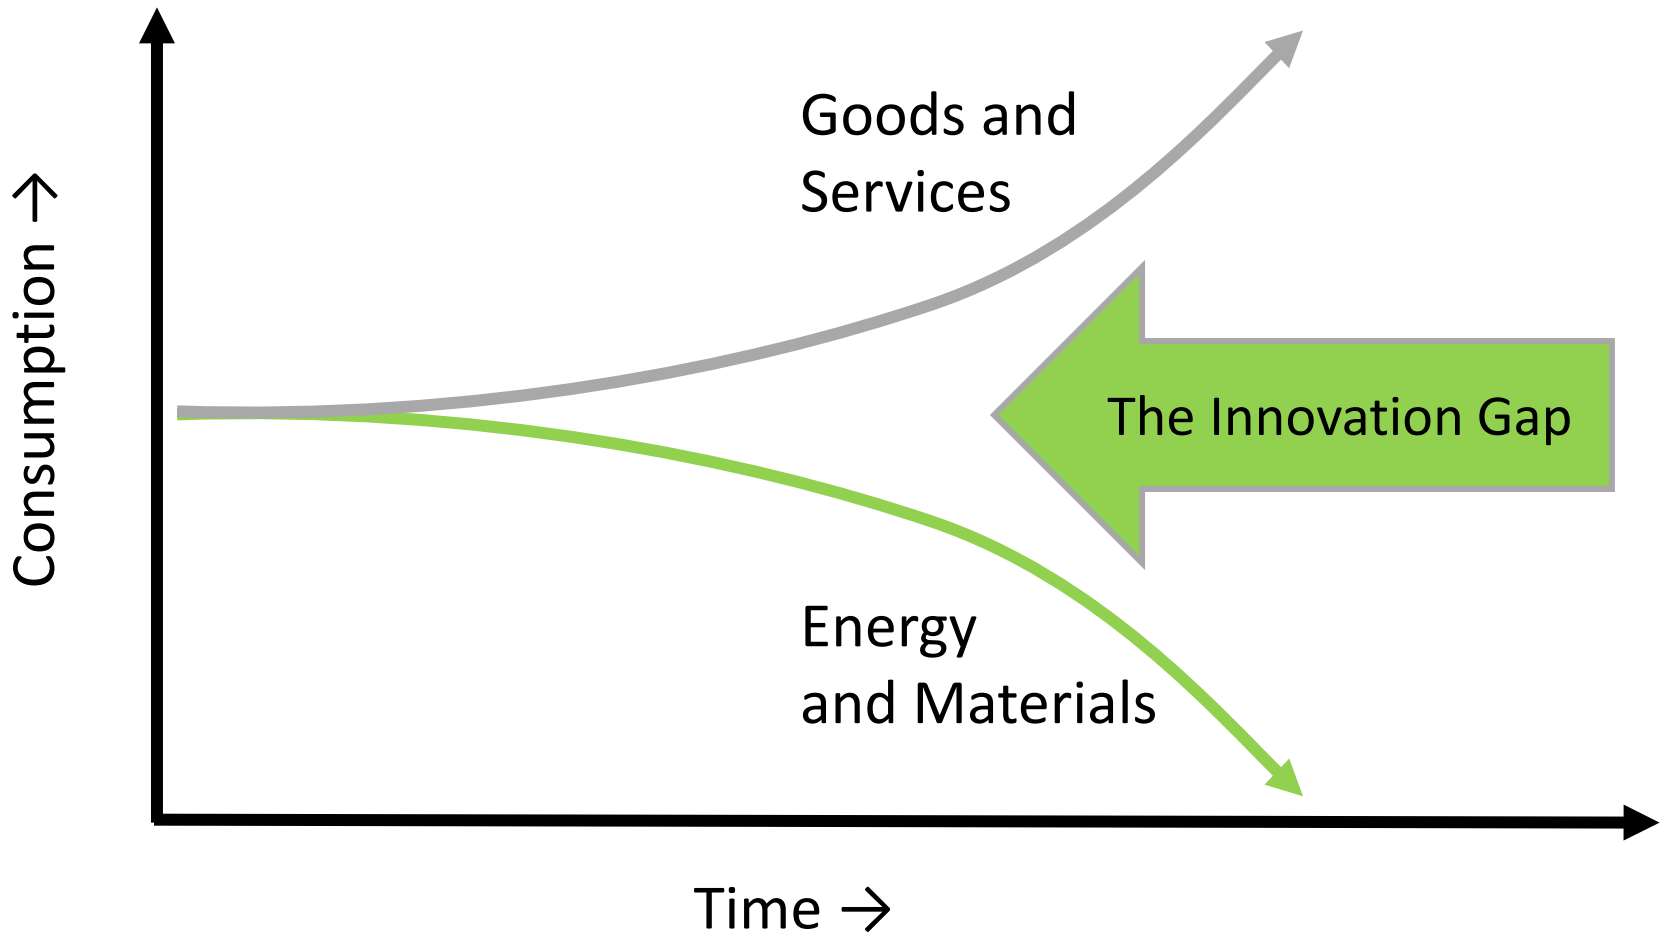 Goods and
Services
Consumption →
The Innovation Gap
Energy
and Materials
Time →